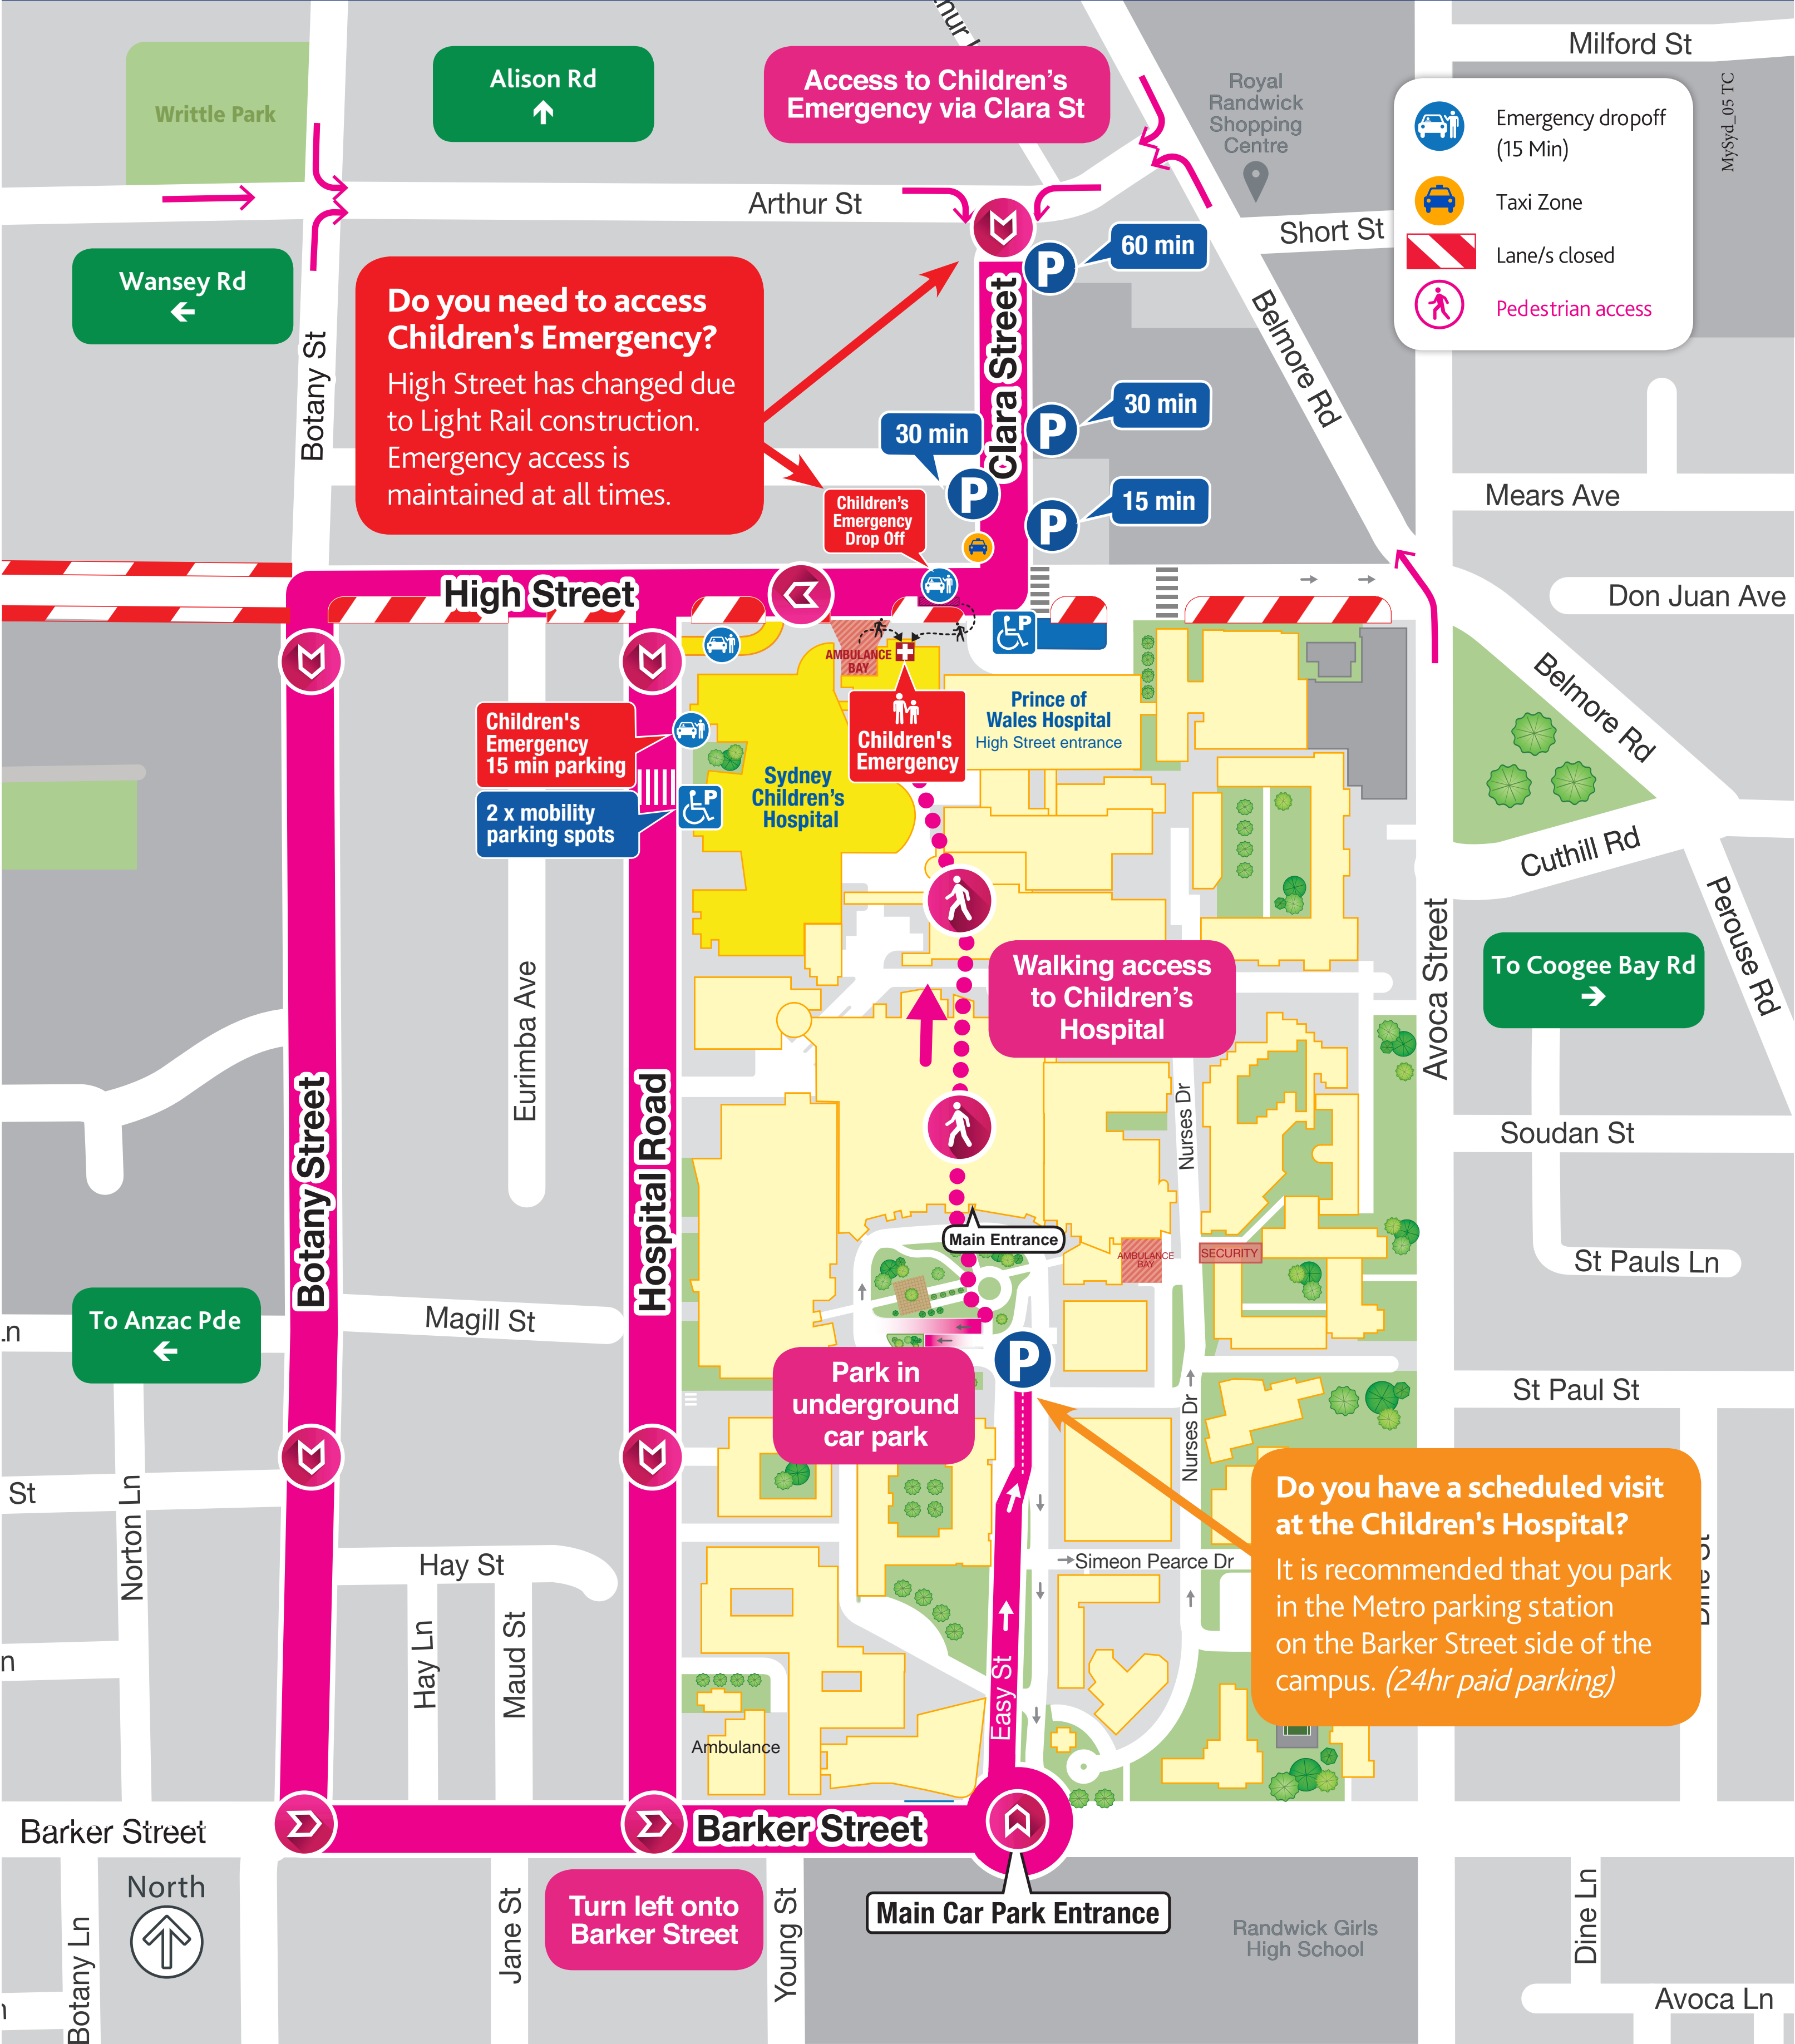 Milford St
Writtle Park
Alison Rd
Access to Children's
Emergency via Clara St
Royal
Randwick
Shopping
Centre
MySyd_05 TC
Emergency dropoff
(15 Min)
Taxi Zone
Lane/s closed
Pedestrian access
Arthur St
Short St
60 min
P
Wansey Rd
Botany St
Do you need to access
Children's Emergency?
High Street has changed due
to Light Rail construction.
Emergency access is
maintained at all times.
Clara Street
Belmore Rd
30 min
P
30 min
P
15 min
P
Children's
Emergency
Drop Off
Mears Ave
Don Juan Ave
High Street
P
AMBULANCE
BAY
Children's
Emergency
Prince of
Wales Hospital
High Street entrance
Belmore Rd
Children's
Emergency
15 min parking
2 x mobility
parking spots
P
Sydney
Children's
Hospital
Cuthill Rd
Perouse Rd
Avoca Street
To Coogee Bay Rd
Walking access
to Children's
Hospital
Eurimba Ave
Botany Street
Hospital Road
Nurses Dr
Soudan St
St Pauls Ln
Main Entrance
AMBULANCE
BAY
SECURITY
To Anzac Pde
Ln
Magill St
P
Park in
underground
car park
St Paul St
Nurses Dr
Do you have a scheduled visit
at the Children's Hospital?
It is recommended that you park
in the Metro parking station
on the Barker Street side of the
campus. (24hr paid parking)
St
Norton Ln
Hay St
Simeon Pearce Dr
Hay Ln
Maud St
Easy St
Ambulance
Barker Street
Barker Street
Main Car Park Entrance
North
Botany Ln
Jane St
Turn left onto
Barker Street
Young St
Randwick Girls
High School
Dine Ln
Avoca Ln